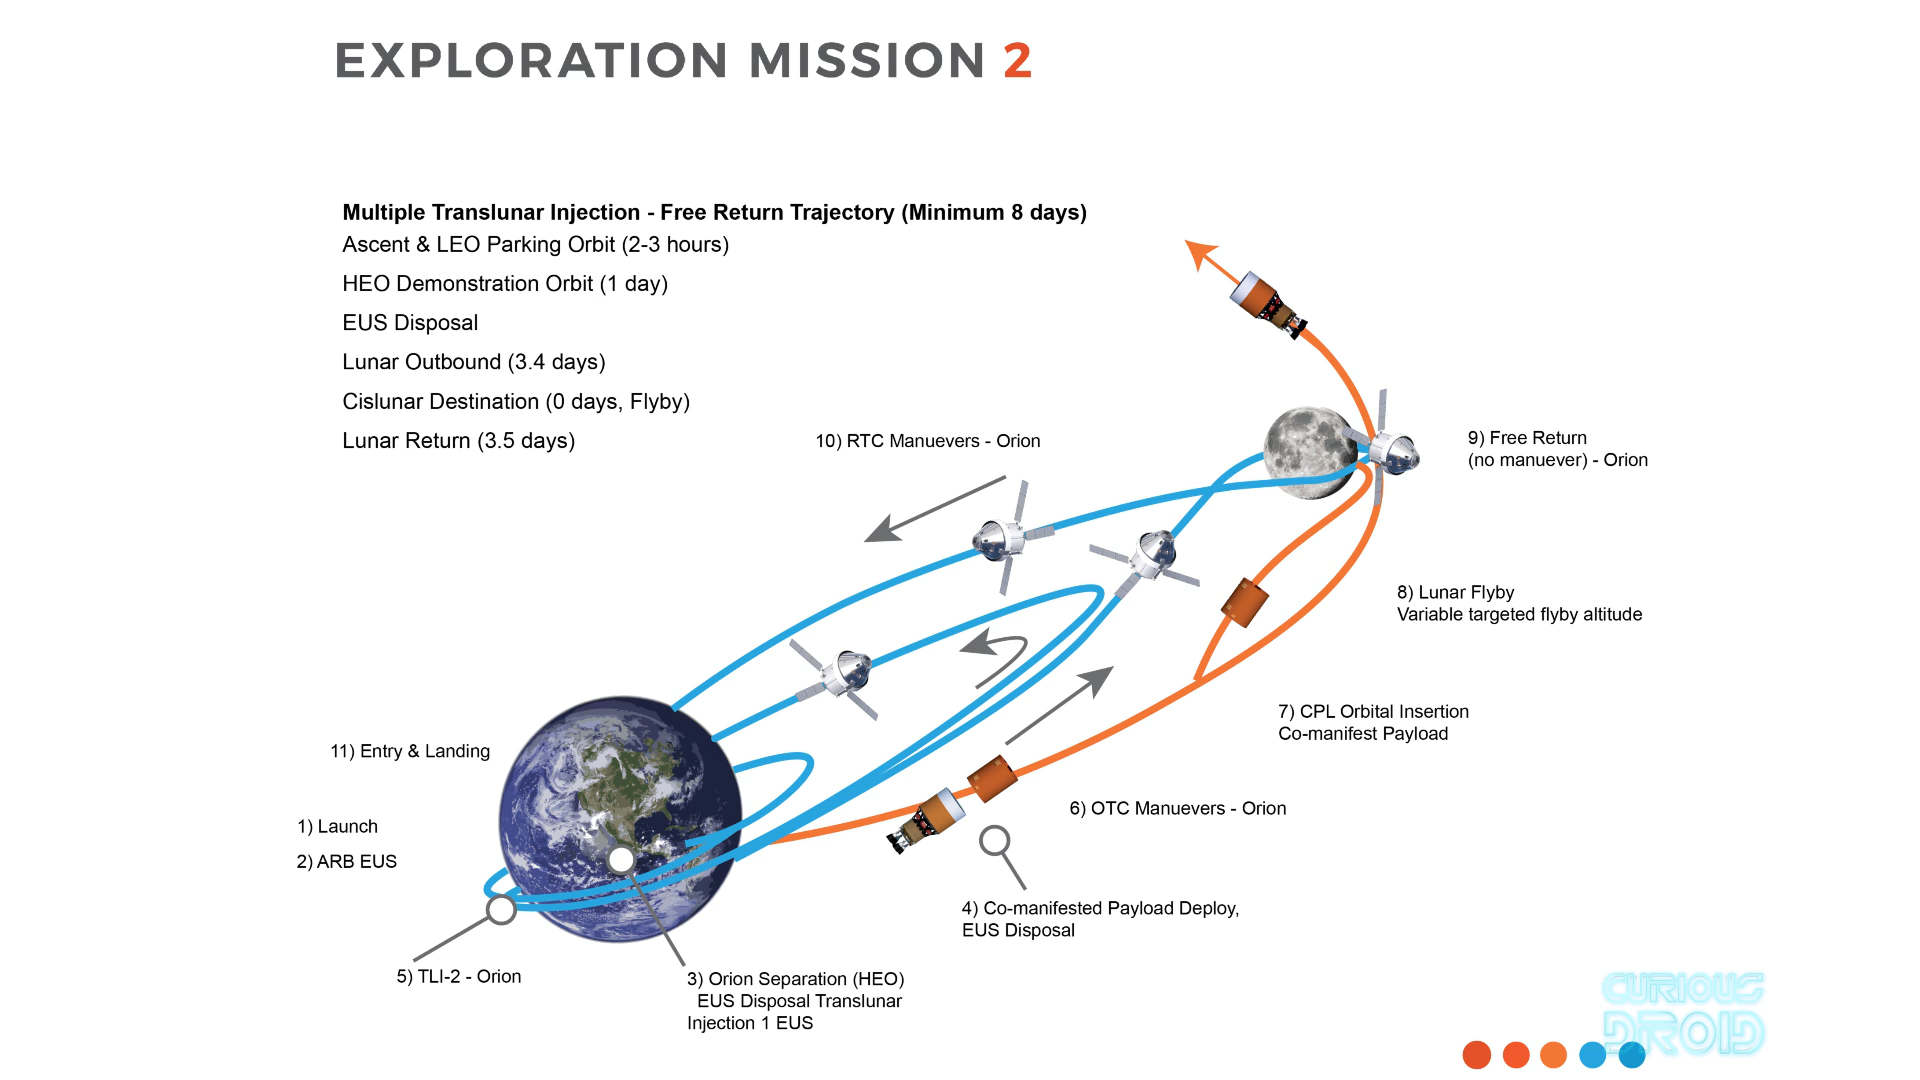 EXPLORATION MISSION 2
Multiple Translunar Injection - Free Return Trajectory (Minimum 8 days)
Ascent & LEO Parking Orbit (2-3 hours)
HEO Demonstration Orbit (1 day)
EUS Disposal
Lunar Outbound (3.4 days)
Cislunar Destination (0 days, Flyby)
Lunar Return (3.5 days)
10) RTC Manuevers - Orion
9) Free Return
(no manuever) - Orion
8) Lunar Flyby
Variable targeted flyby altitude
7) CPL Orbital Insertion
Co-manifest Payload
11) Entry & Landing
6) OTC Manuevers - Orion
1) Launch
2) ARB EUS
4) Co-manifested Payload Deploy,
EUS Disposal
5) TLI-2 - Orion
3) Orion Separation (HEO)
EUS Disposal Translunar
Injection 1 EUS
CURIOUS
DROID